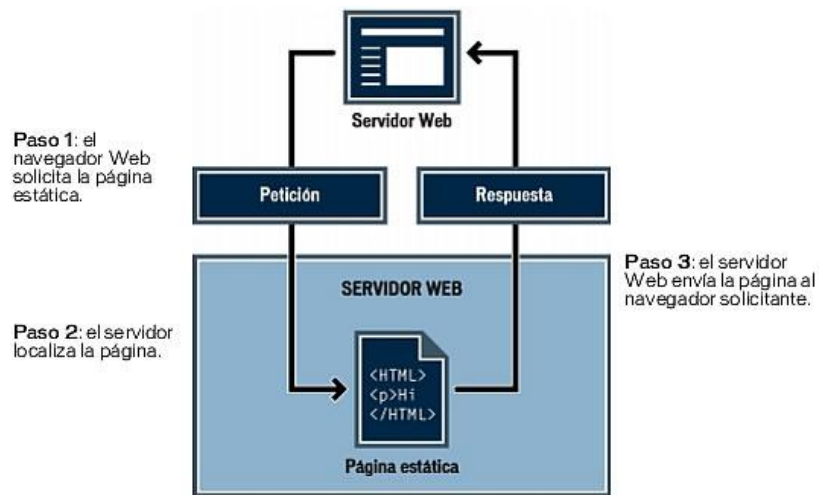 Servidor Web
Paso 1: el
navegador Web
solicita la página
estática.
Petición
Respuesta
Paso 3: el servidor
Web envía la página al
navegador solicitante.
SERVIDOR WEB
Paso 2: el servidor
localiza la página.
<HTML>
<p>Hi
</HTML>
Página estática